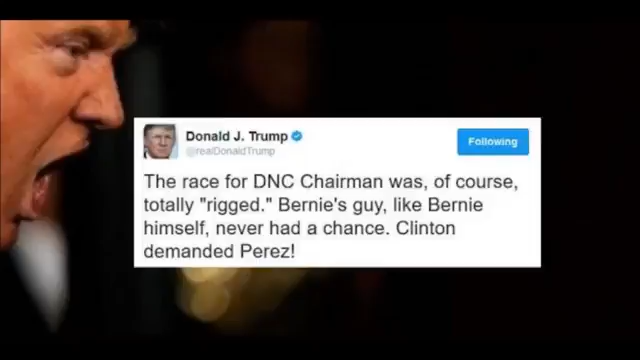 Donald J. Trump
@realDonaldTrump
Following
The race for DNC Chairman was, of course,
totally "rigged." Bernie's guy, like Bernie
himself, never had a chance. Clinton
demanded Perez!